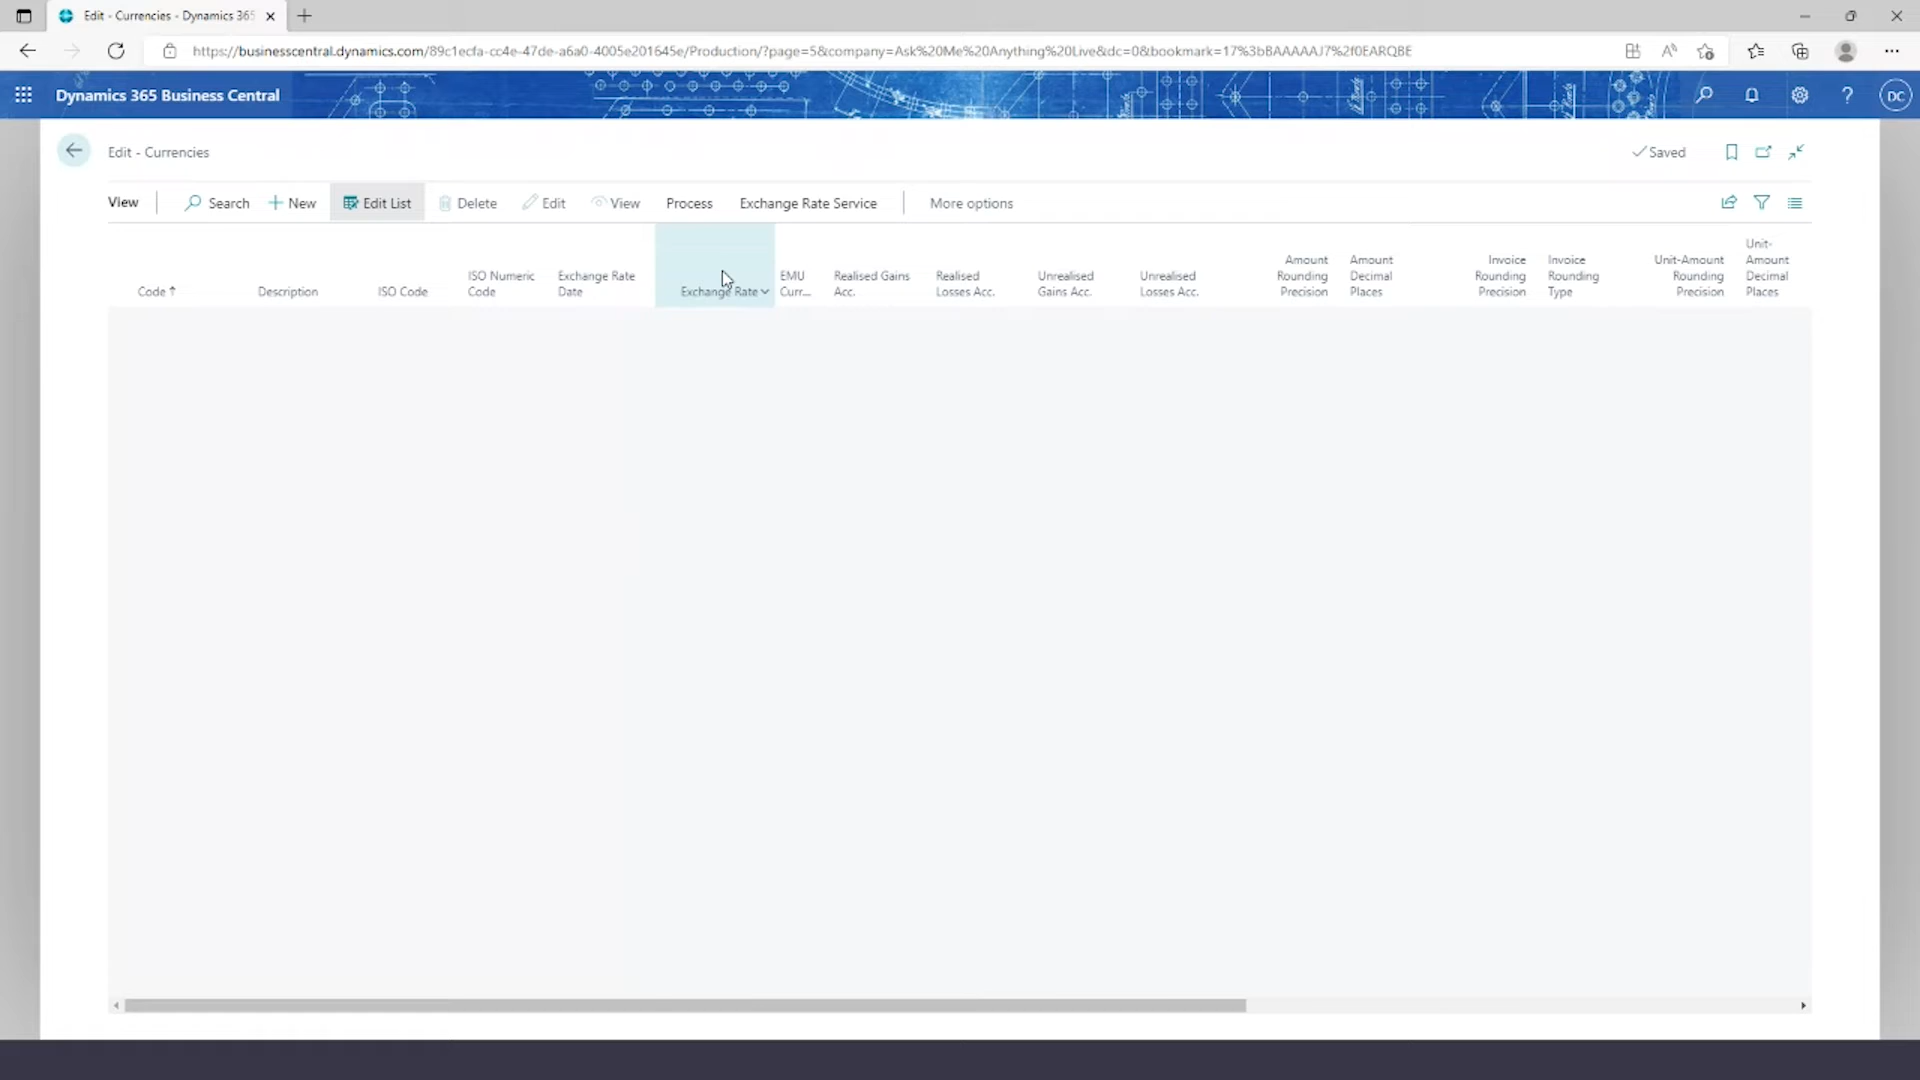 Edit - Currencies - Dynamics 365
https://businesscentral.dynamics.com/89c1ecfa-cc4e-47de-a6a0-4005e201645e/Production/?page=5&company=Ask%20Me%20Anything%20Live&dc=0&bookmark=17%3bBAAAAAJ7%2f0EARQBE
Dynamics 365 Business Central
DC
Edit - Currencies
Saved
View
Search
New
Edit List
Delete
Edit
View
Process
Exchange Rate Service
More options
Code ↑
Description
ISO Code
ISO Numeric
Code
Exchange Rate
Date
Exchange Rate
EMU
Curr...
Realised Gains
Acc.
Realised
Losses Acc.
Unrealised
Gains Acc.
Unrealised
Losses Acc.
Amount
Rounding
Precision
Amount
Decimal
Places
Invoice
Rounding
Precision
Invoice
Rounding
Type
Unit-Amount
Rounding
Precision
Unit-
Amount
Decimal
Places